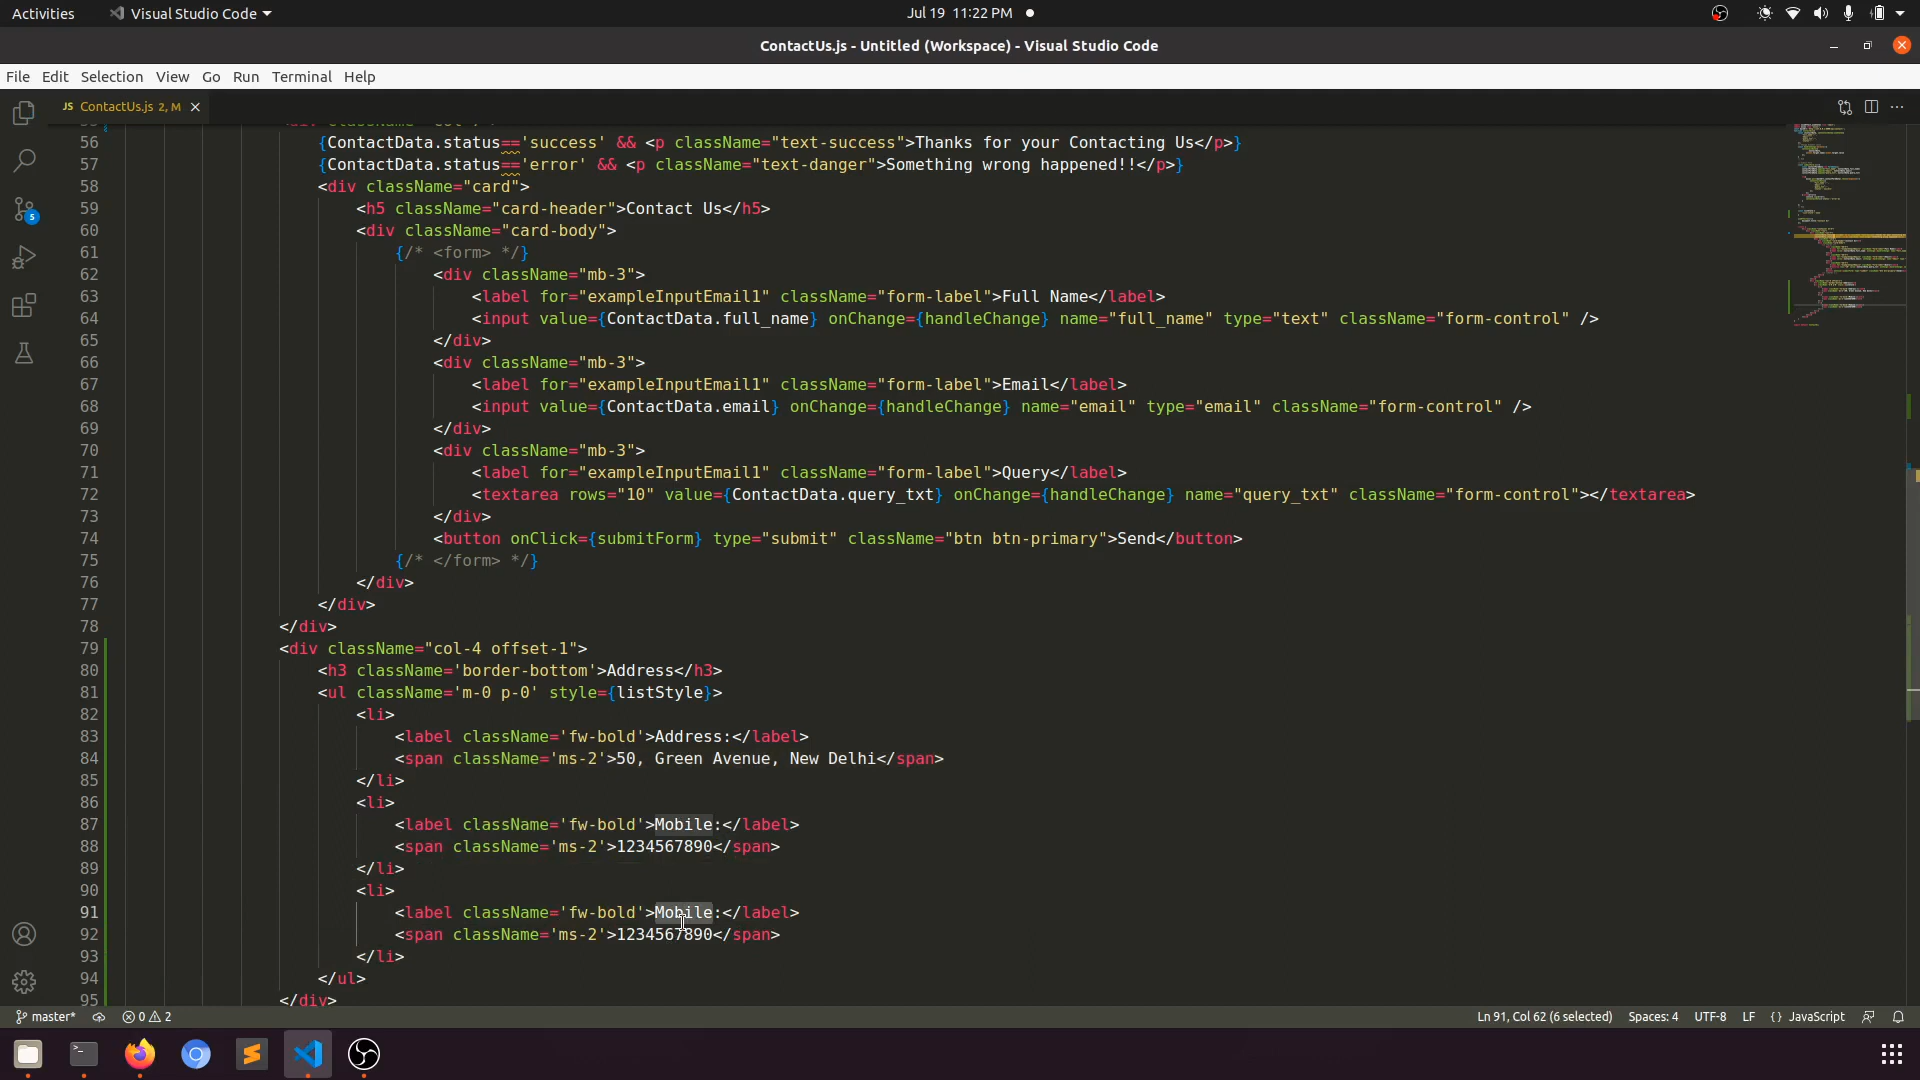 Activities Visual Studio Code Jul 19 11:22 PM
ContactUs.js - Untitled (Workspace) - Visual Studio Code
File Edit Selection View Go Run Terminal Help
JS ContactUs.js 2, M
56 {ContactData.status=='success' && <p className="text-success">Thanks for your Contacting Us</p>}
57 {ContactData.status=='error' && <p className="text-danger">Something wrong happened!!</p>}
58 <div className="card">
59 <h5 className="card-header">Contact Us</h5>
60 <div className="card-body">
61 {/* <form> */}
62 <div className="mb-3">
63 <label for="exampleInputEmail1" className="form-label">Full Name</label>
64 <input value={ContactData.full_name} onChange={handleChange} name="full_name" type="text" className="form-control" />
65 </div>
66 <div className="mb-3">
67 <label for="exampleInputEmail1" className="form-label">Email</label>
68 <input value={ContactData.email} onChange={handleChange} name="email" type="email" className="form-control" />
69 </div>
70 <div className="mb-3">
71 <label for="exampleInputEmail1" className="form-label">Query</label>
72 <textarea rows="10" value={ContactData.query_txt} onChange={handleChange} name="query_txt" className="form-control"></textarea>
73 </div>
74 <button onClick={submitForm} type="submit" className="btn btn-primary">Send</button>
75 {/* </form> */}
76 </div>
77 </div>
78 </div>
79 <div className="col-4 offset-1">
80 <h3 className='border-bottom'>Address</h3>
81 <ul className='m-0 p-0' style={listStyle}>
82 <li>
83 <label className='fw-bold'>Address:</label>
84 <span className='ms-2'>50, Green Avenue, New Delhi</span>
85 </li>
86 <li>
87 <label className='fw-bold'>Mobile:</label>
88 <span className='ms-2'>1234567890</span>
89 </li>
90 <li>
91 <label className='fw-bold'>Mobile:</label>
92 <span className='ms-2'>1234567890</span>
93 </li>
94 </ul>
95 </div>
5
master* 0 2 Ln 91, Col 62 (6 selected) Spaces: 4 UTF-8 LF {} JavaScript